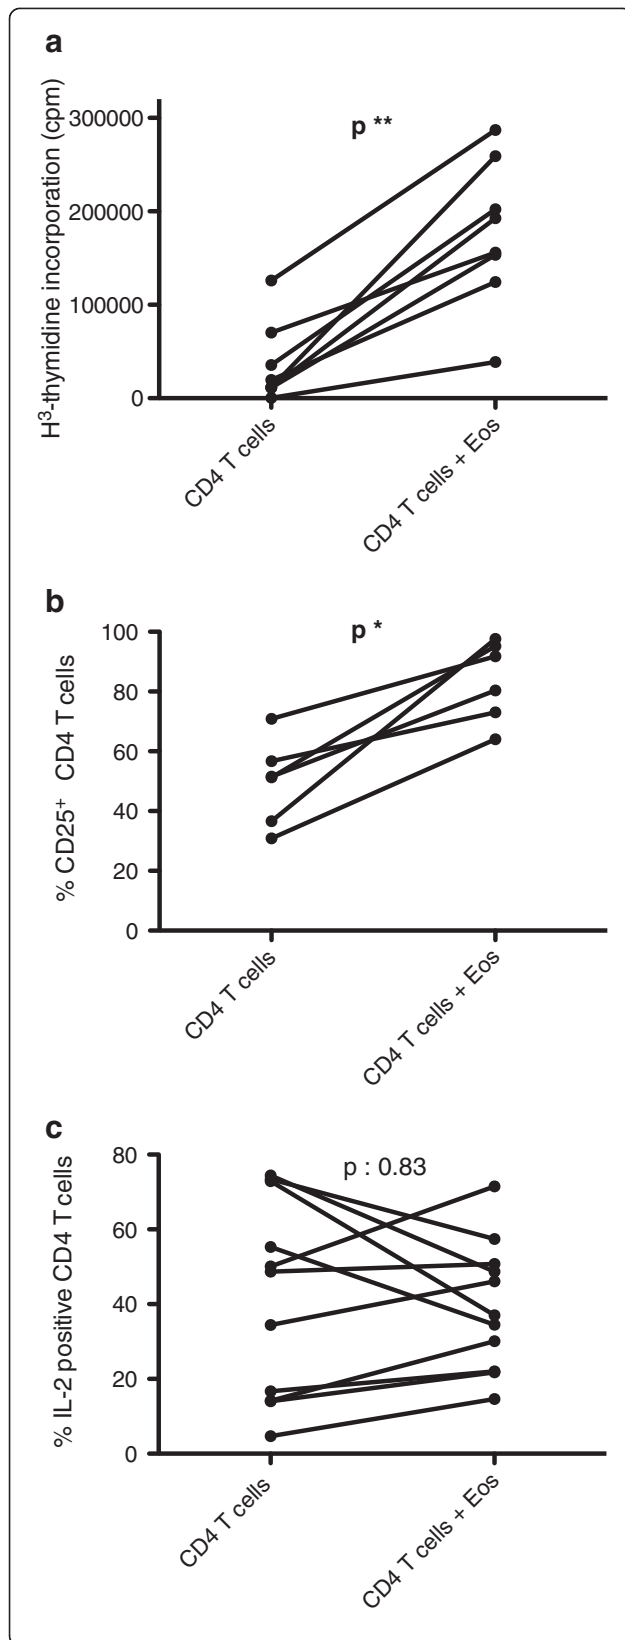 a
H³-thymidine incorporation (cpm)
300000
200000
100000
0
p **
CD4 T cells
CD4 T cells + Eos
b
% CD25⁺ CD4 T cells
100
80
60
40
20
0
p *
CD4 T cells
CD4 T cells + Eos
c
% IL-2 positive CD4 T cells
80
60
40
20
0
p : 0.83
CD4 T cells
CD4 T cells + Eos